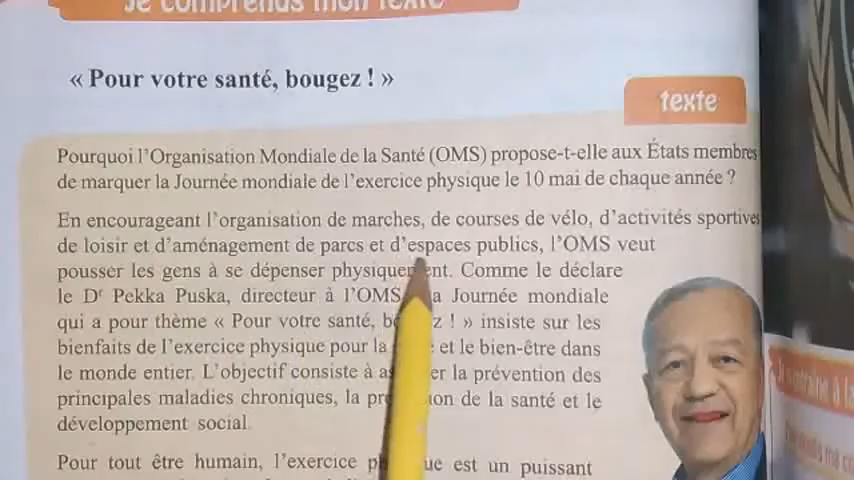 Je comprends mon texte
« Pour votre santé, bougez ! »
texte
Pourquoi l'Organisation Mondiale de la Santé (OMS) propose-t-elle aux États membres
de marquer la Journée mondiale de l'exercice physique le 10 mai de chaque année ?
En encourageant l'organisation de marches, de courses de vélo, d'activités sportives
de loisir et d'aménagement de parcs et d'espaces publics, l'OMS veut
pousser les gens à se dépenser physiquement. Comme le déclare
le Dr Pekka Puska, directeur à l'OMS, la Journée mondiale
qui a pour thème « Pour votre santé, bougez ! » insiste sur les
bienfaits de l'exercice physique pour la et le bien-être dans
le monde entier. L'objectif consiste à er la prévention des
principales maladies chroniques, la de la santé et le
développement social.
Pour tout être humain, l'exercice physique est un puissant